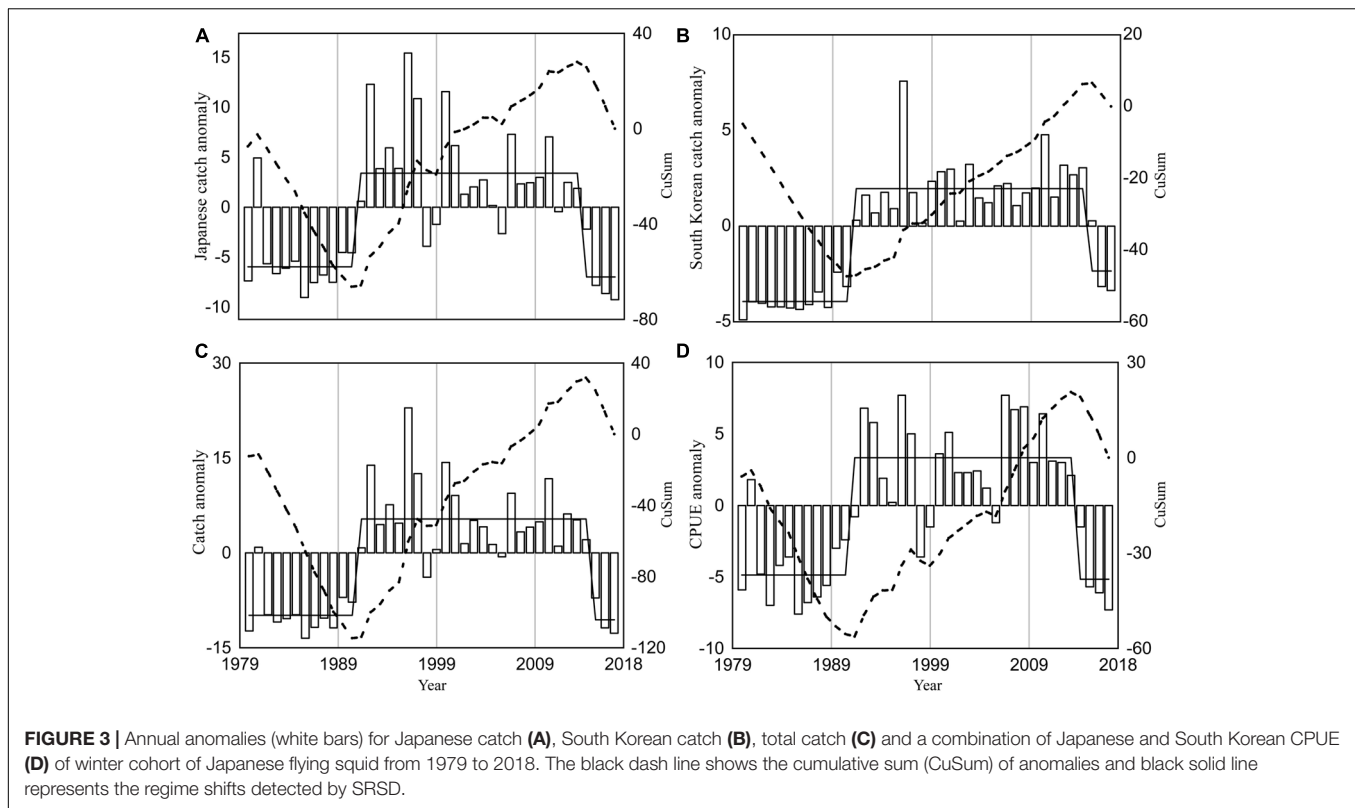 A
15
10
5
0
-5
-10
Japanese catch anomaly
40
0
-40
-80
CuSum
B
10
5
0
-5
South Korean catch anomaly
20
0
-20
-40
-60
CuSum
C
30
15
0
-15
Catch anomaly
40
0
-40
-80
-120
CuSum
1979 1989 1999 2009 2018
Year
D
10
5
0
-5
-10
CPUE anomaly
30
0
-30
-60
CuSum
1979 1989 1999 2009 2018
Year
FIGURE 3 | Annual anomalies (white bars) for Japanese catch (A), South Korean catch (B), total catch (C) and a combination of Japanese and South Korean CPUE
(D) of winter cohort of Japanese flying squid from 1979 to 2018. The black dash line shows the cumulative sum (CuSum) of anomalies and black solid line
represents the regime shifts detected by SRSD.